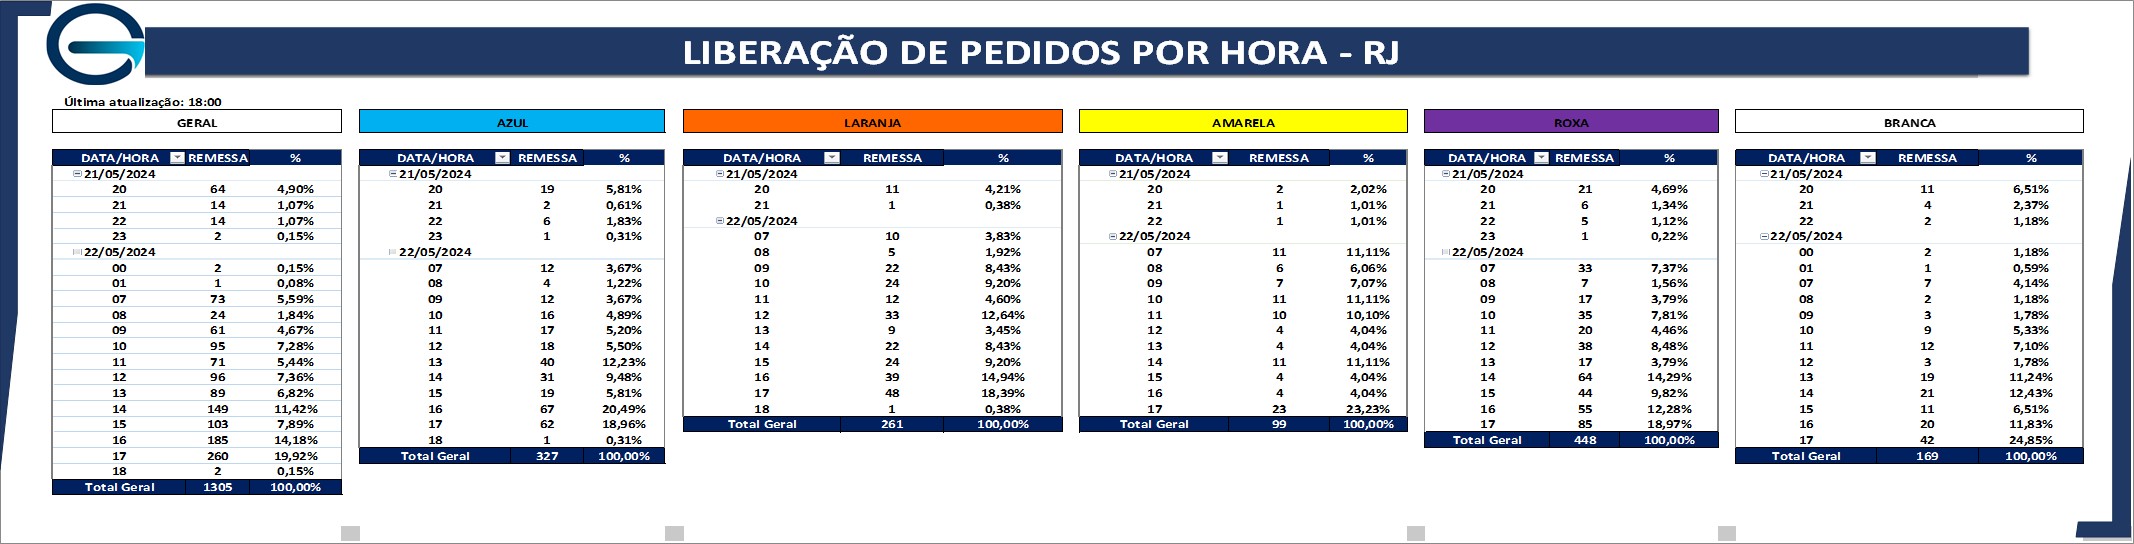 LIBERAÇÃO DE PEDIDOS POR HORA - RJ
Última atualização: 18:00
GERAL
DATA/HORA REMESSA %
21/05/2024
20 64 4,90%
21 14 1,07%
22 14 1,07%
23 2 0,15%
22/05/2024
00 2 0,15%
01 1 0,08%
07 73 5,59%
08 24 1,84%
09 61 4,67%
10 95 7,28%
11 71 5,44%
12 96 7,36%
13 89 6,82%
14 149 11,42%
15 103 7,89%
16 185 14,18%
17 260 19,92%
18 2 0,15%
Total Geral 1305 100,00%
AZUL
DATA/HORA REMESSA %
21/05/2024
20 19 5,81%
21 2 0,61%
22 6 1,83%
23 1 0,31%
22/05/2024
07 12 3,67%
08 4 1,22%
09 12 3,67%
10 16 4,89%
11 17 5,20%
12 18 5,50%
13 40 12,23%
14 31 9,48%
15 19 5,81%
16 67 20,49%
17 62 18,96%
18 1 0,31%
Total Geral 327 100,00%
LARANJA
DATA/HORA REMESSA %
21/05/2024
20 11 4,21%
21 1 0,38%
22/05/2024
07 10 3,83%
08 5 1,92%
09 22 8,43%
10 24 9,20%
11 12 4,60%
12 33 12,64%
13 9 3,45%
14 22 8,43%
15 24 9,20%
16 39 14,94%
17 48 18,39%
18 1 0,38%
Total Geral 261 100,00%
AMARELA
DATA/HORA REMESSA %
21/05/2024
20 2 2,02%
21 1 1,01%
22 1 1,01%
22/05/2024
07 11 11,11%
08 6 6,06%
09 7 7,07%
10 11 11,11%
11 10 10,10%
12 4 4,04%
13 4 4,04%
14 11 11,11%
15 4 4,04%
16 4 4,04%
17 23 23,23%
Total Geral 99 100,00%
ROXA
DATA/HORA REMESSA %
21/05/2024
20 21 4,69%
21 6 1,34%
22 5 1,12%
23 1 0,22%
22/05/2024
07 33 7,37%
08 7 1,56%
09 17 3,79%
10 35 7,81%
11 20 4,46%
12 38 8,48%
13 17 3,79%
14 64 14,29%
15 44 9,82%
16 55 12,28%
17 85 18,97%
Total Geral 448 100,00%
BRANCA
DATA/HORA REMESSA %
21/05/2024
20 11 6,51%
21 4 2,37%
22 2 1,18%
22/05/2024
00 2 1,18%
01 1 0,59%
07 7 4,14%
08 2 1,18%
09 3 1,78%
10 9 5,33%
11 12 7,10%
12 3 1,78%
13 19 11,24%
14 21 12,43%
15 11 6,51%
16 20 11,83%
17 42 24,85%
Total Geral 169 100,00%